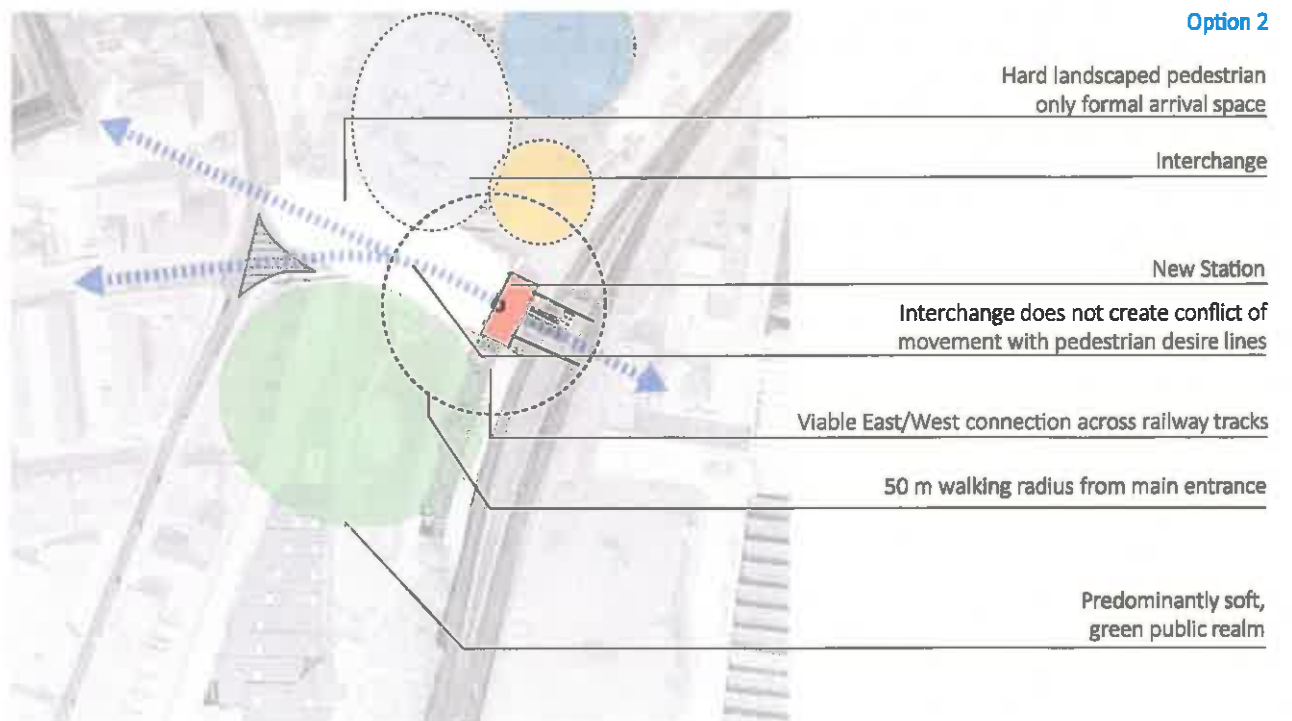 Option 2
Hard landscaped pedestrian
only formal arrival space
Interchange
New Station
Interchange does not create conflict of
movement with pedestrian desire lines
Viable East/West connection across railway tracks
50 m walking radius from main entrance
Predominantly soft,
green public realm